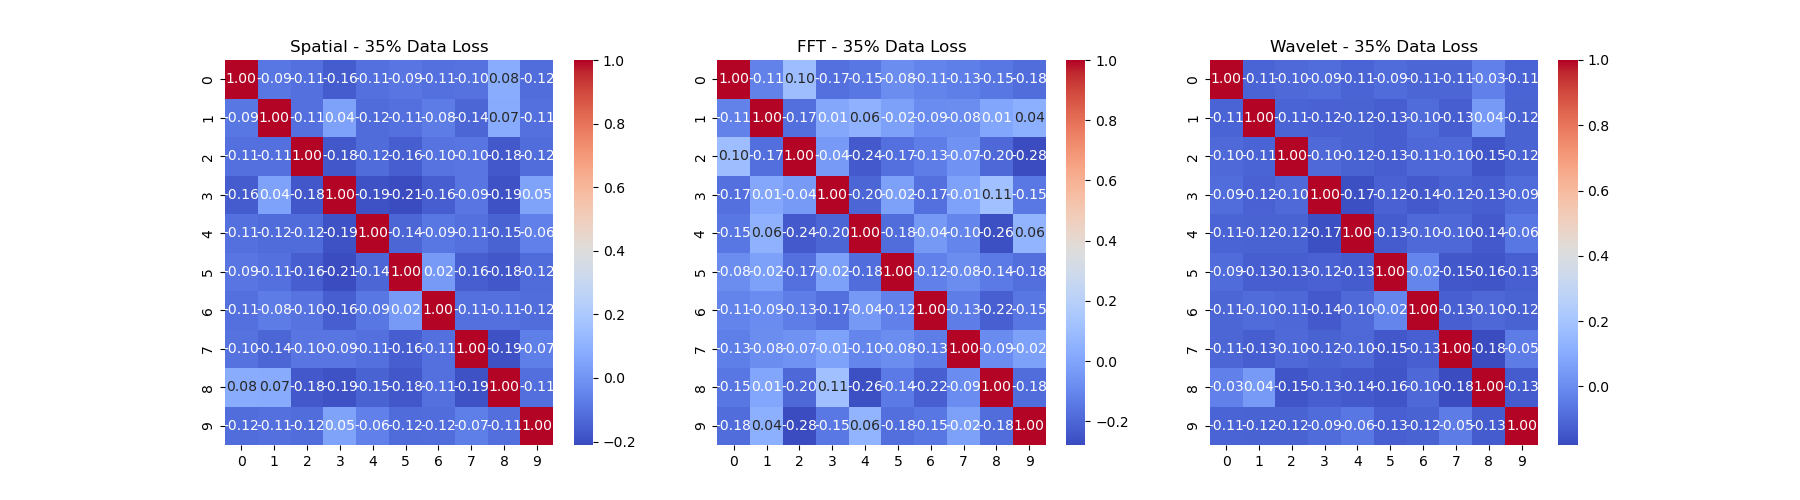 Spatial - 35% Data Loss
0 1.00 -0.09 -0.11 -0.16 -0.11 -0.09 -0.11 -0.10 0.08 -0.12
1 -0.09 1.00 -0.11 0.04 -0.12 -0.11 -0.08 -0.14 0.07 -0.11
2 -0.11 -0.11 1.00 -0.18 -0.12 -0.16 -0.10 -0.10 -0.18 -0.12
3 -0.16 0.04 -0.18 1.00 -0.19 -0.21 -0.16 -0.09 -0.19 0.05
4 -0.11 -0.12 -0.12 -0.19 1.00 -0.14 -0.09 -0.11 -0.15 -0.06
5 -0.09 -0.11 -0.16 -0.21 -0.14 1.00 0.02 -0.16 -0.18 -0.12
6 -0.11 -0.08 -0.10 -0.16 -0.09 0.02 1.00 -0.11 -0.11 -0.12
7 -0.10 -0.14 -0.10 -0.09 -0.11 -0.16 -0.11 1.00 -0.19 -0.07
8 0.08 0.07 -0.18 -0.19 -0.15 -0.18 -0.11 -0.19 1.00 -0.11
9 -0.12 -0.11 -0.12 0.05 -0.06 -0.12 -0.12 -0.07 -0.11 1.00
0 1 2 3 4 5 6 7 8 9
1.0
0.8
0.6
0.4
0.2
0.0
−0.2
FFT - 35% Data Loss
0 1.00 -0.11 0.10 -0.17 -0.15 -0.08 -0.11 -0.13 -0.15 -0.18
1 -0.11 1.00 -0.17 0.01 0.06 -0.02 -0.09 -0.08 0.01 0.04
2 0.10 -0.17 1.00 -0.04 -0.24 -0.17 -0.13 -0.07 -0.20 -0.28
3 -0.17 0.01 -0.04 1.00 -0.20 -0.02 -0.17 -0.01 0.11 -0.15
4 -0.15 0.06 -0.24 -0.20 1.00 -0.18 -0.04 -0.10 -0.26 0.06
5 -0.08 -0.02 -0.17 -0.02 -0.18 1.00 -0.12 -0.08 -0.14 -0.18
6 -0.11 -0.09 -0.13 -0.17 -0.04 -0.12 1.00 -0.13 -0.22 -0.15
7 -0.13 -0.08 -0.07 -0.01 -0.10 -0.08 -0.13 1.00 -0.09 -0.02
8 -0.15 0.01 -0.20 0.11 -0.26 -0.14 -0.22 -0.09 1.00 -0.18
9 -0.18 0.04 -0.28 -0.15 0.06 -0.18 -0.15 -0.02 -0.18 1.00
0 1 2 3 4 5 6 7 8 9
1.0
0.8
0.6
0.4
0.2
0.0
−0.2
Wavelet - 35% Data Loss
0 1.00 -0.11 -0.10 -0.09 -0.11 -0.09 -0.11 -0.11 -0.03 -0.11
1 -0.11 1.00 -0.11 -0.12 -0.12 -0.13 -0.10 -0.13 0.04 -0.12
2 -0.10 -0.11 1.00 -0.10 -0.12 -0.13 -0.11 -0.10 -0.15 -0.12
3 -0.09 -0.12 -0.10 1.00 -0.17 -0.12 -0.14 -0.12 -0.13 -0.09
4 -0.11 -0.12 -0.12 -0.17 1.00 -0.13 -0.10 -0.10 -0.14 -0.06
5 -0.09 -0.13 -0.13 -0.12 -0.13 1.00 -0.02 -0.15 -0.16 -0.13
6 -0.11 -0.10 -0.11 -0.14 -0.10 -0.02 1.00 -0.13 -0.10 -0.12
7 -0.11 -0.13 -0.10 -0.12 -0.10 -0.15 -0.13 1.00 -0.18 -0.05
8 -0.03 0.04 -0.15 -0.13 -0.14 -0.16 -0.10 -0.18 1.00 -0.13
9 -0.11 -0.12 -0.12 -0.09 -0.06 -0.13 -0.12 -0.05 -0.13 1.00
0 1 2 3 4 5 6 7 8 9
1.0
0.8
0.6
0.4
0.2
0.0